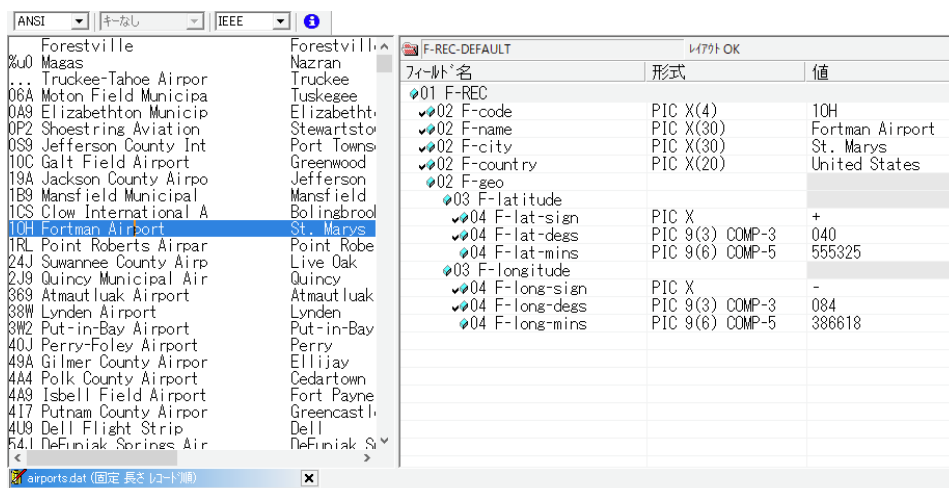 ANSI キーなし IEEE
Forestville Forestvill
%u0 Magas Nazran
... Truckee-Tahoe Airpor Truckee
06A Moton Field Municipa Tuskegee
0A9 Elizabethton Municip Elizabetht
0P2 Shoestring Aviation Stewartsto
0S9 Jefferson County Int Port Towns
10C Galt Field Airport Greenwood
19A Jackson County Airpo Jefferson
1B9 Mansfield Municipal Mansfield
1CS Clow International A Bolingbroo
10H Fortman Airport St. Marys
1RL Point Roberts Airpar Point Robe
24J Suwannee County Airp Live Oak
2J9 Quincy Municipal Air Quincy
369 Atmautluak Airport Atmautluak
38W Lynden Airport Lynden
3W2 Put-in-Bay Airport Put-in-Bay
40J Perry-Foley Airport Perry
49A Gilmer County Airpor Ellijay
4A4 Polk County Airport Cedartown
4A9 Isbell Field Airport Fort Payne
4I7 Putnam County Airpor Greencastl
4U9 Dell Flight Strip Dell
54J DeFuniak Springs Air DeFuniak S
airports.dat (固定 長さ レコード順)
F-REC-DEFAULT レイアウト OK
フィールド名 形式 値
01 F-REC
02 F-code PIC X(4) 10H
02 F-name PIC X(30) Fortman Airport
02 F-city PIC X(30) St. Marys
02 F-country PIC X(20) United States
02 F-geo
03 F-latitude
04 F-lat-sign PIC X +
04 F-lat-degs PIC 9(3) COMP-3 040
04 F-lat-mins PIC 9(6) COMP-5 555325
03 F-longitude
04 F-long-sign PIC X -
04 F-long-degs PIC 9(3) COMP-3 084
04 F-long-mins PIC 9(6) COMP-5 386618